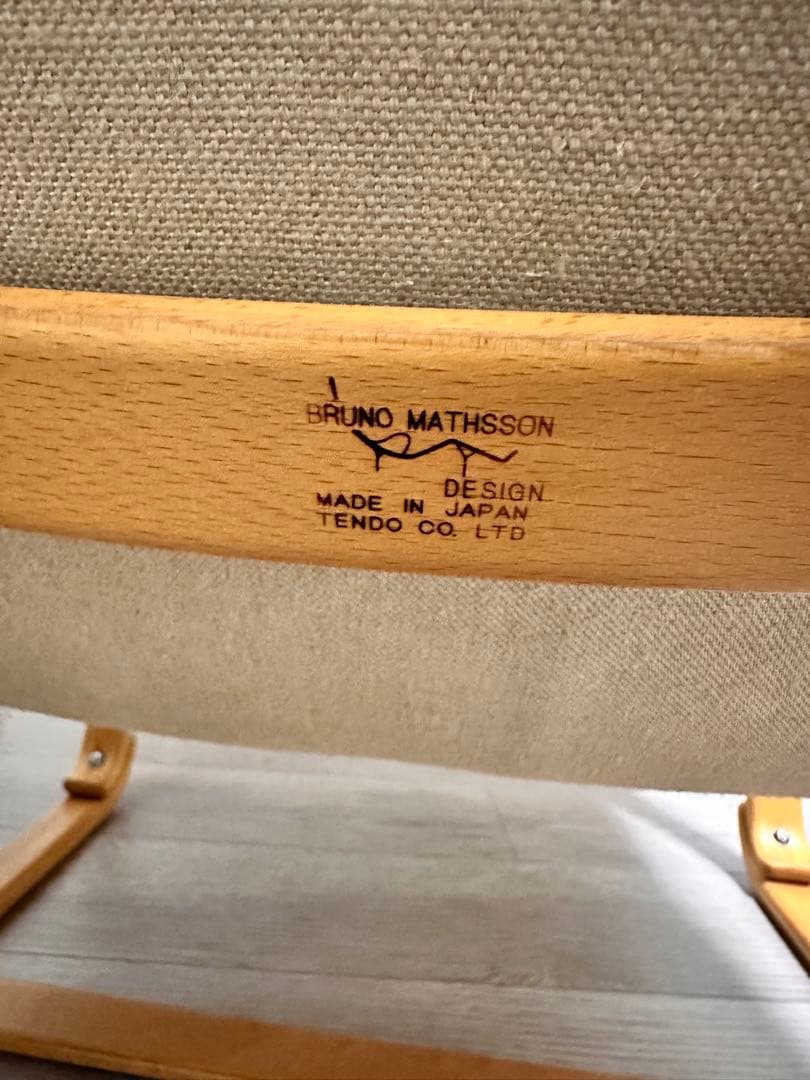 BRUNO MATHSSON
DESIGN
MADE IN JAPAN
TENDO CO. LTD